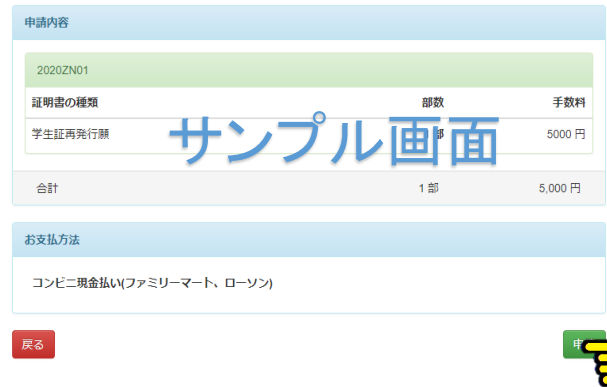 申請内容
2020ZN01
証明書の種類 部数 手数料
学生証再発行願 部 5000 円
サンプル画面
合計 1 部 5,000 円
お支払方法
コンビニ現金払い(ファミリーマート、ローソン)
戻る